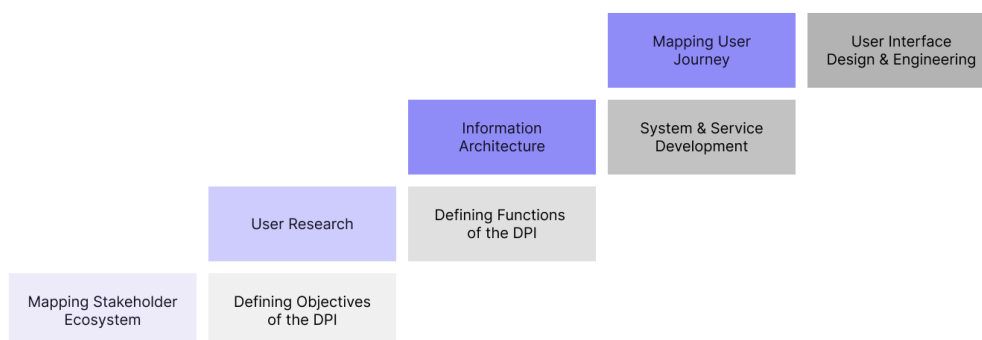 Mapping User
Journey
User Interface
Design & Engineering
Information
Architecture
System & Service
Development
User Research
Defining Functions
of the DPI
Mapping Stakeholder
Ecosystem
Defining Objectives
of the DPI